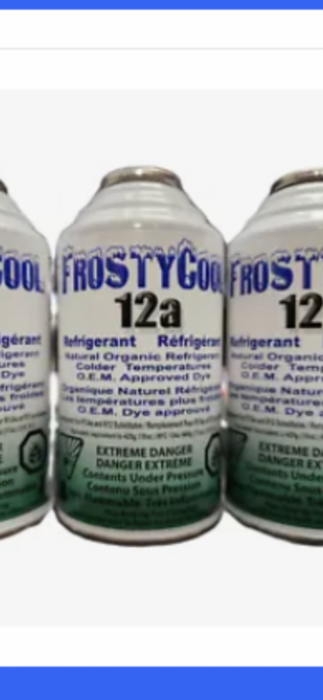 FROSTYCOOL
12a
Refrigerant Réfrigérant
Natural Organic Refrigerant
Colder Temperatures
O.E.M. Approved Dye
Organique Naturel Réfrigérant
Les températures plus froides
O.E.M. Dye approuvé
EXTREME DANGER
DANGER EXTRÊME
Contents Under Pressure
Contenu Sous Pression